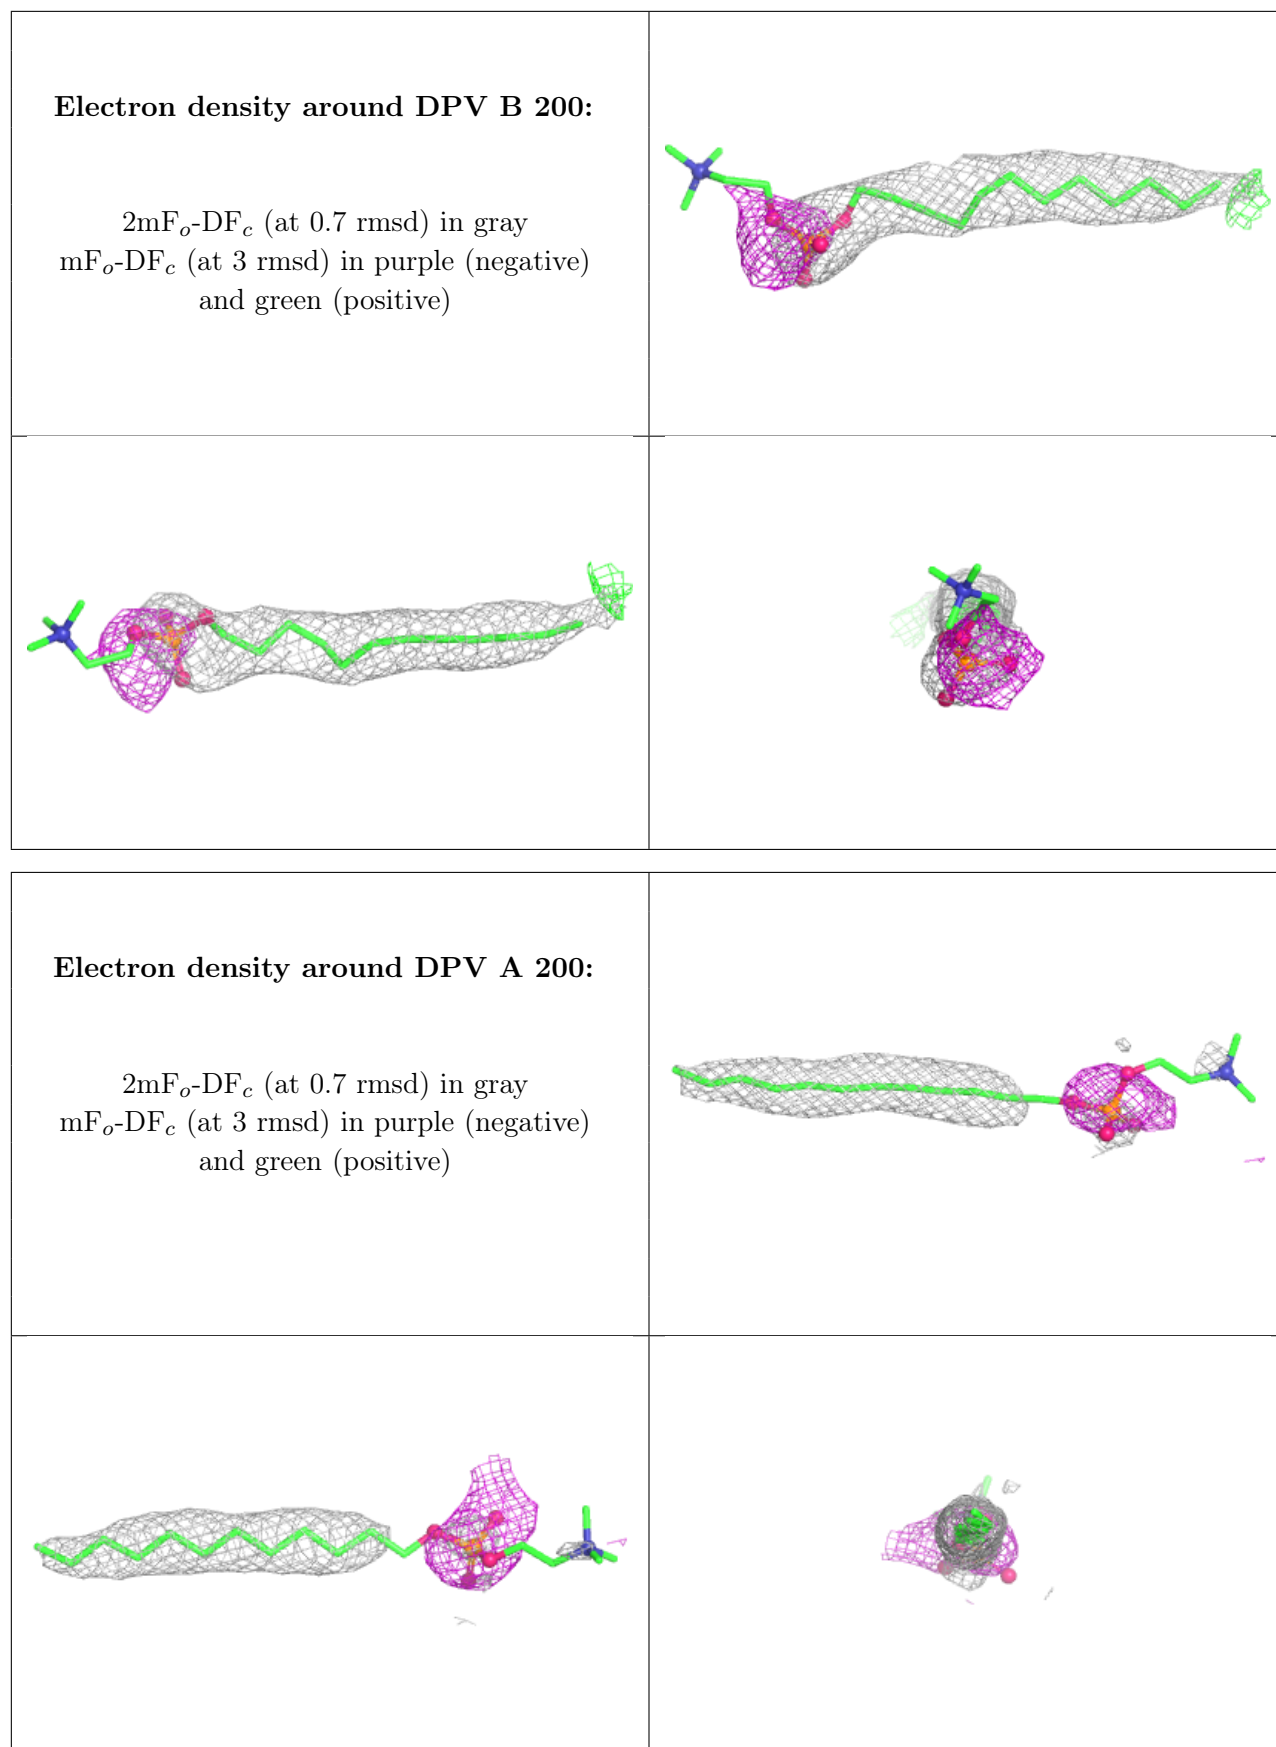 Electron density around DPV B 200:
2mFo-DFc (at 0.7 rmsd) in gray
mFo-DFc (at 3 rmsd) in purple (negative)
and green (positive)
Electron density around DPV A 200:
2mFo-DFc (at 0.7 rmsd) in gray
mFo-DFc (at 3 rmsd) in purple (negative)
and green (positive)